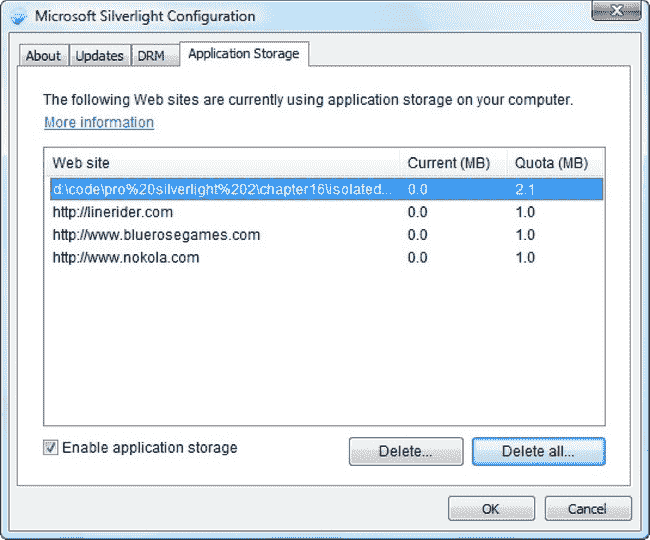 Microsoft Silverlight Configuration
About Updates DRM Application Storage
The following Web sites are currently using application storage on your computer.
More information
Web site Current (MB) Quota (MB)
d:\code\pro%20silverlight%202\chapter16\isolated... 0.0 2.1
http://linerider.com 0.0 1.0
http://www.bluerosegames.com 0.0 1.0
http://www.nokola.com 0.0 1.0
Enable application storage Delete... Delete all...
OK Cancel